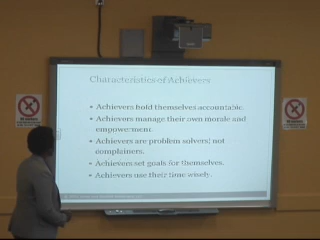 Characteristics of Achievers
• Achievers hold themselves accountable.
• Achievers manage their own morale and
empowerment.
• Achievers are problem solvers; not
complainers.
• Achievers set goals for themselves.
• Achievers use their time wisely.